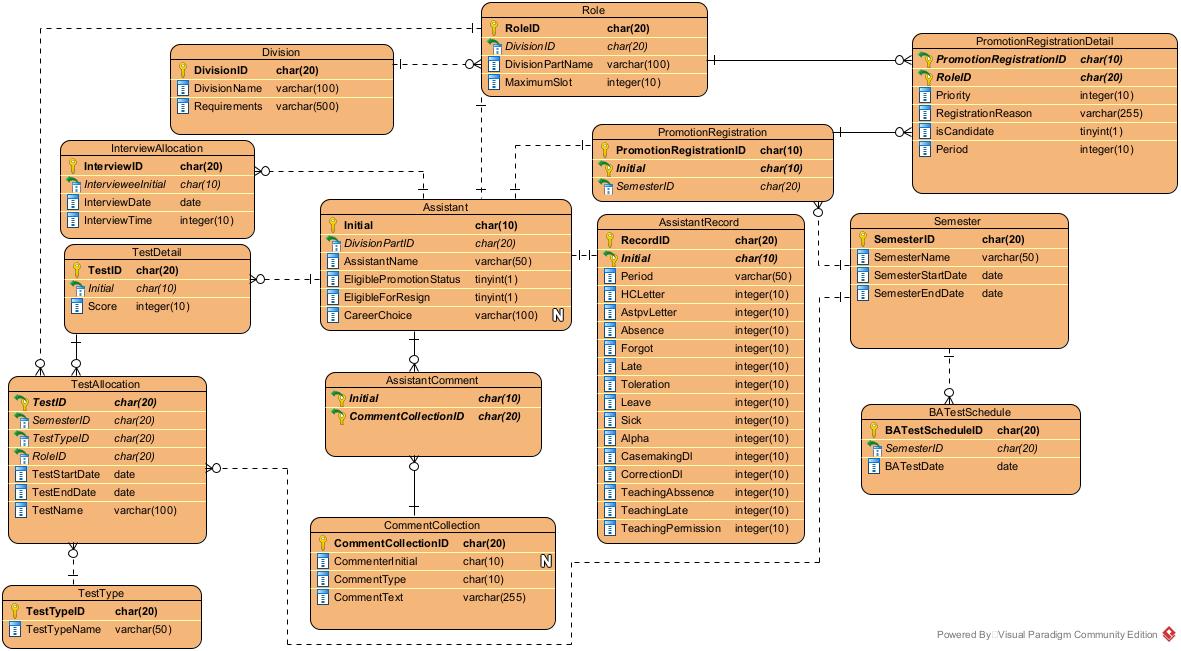 Role
RoleID char(20)
DivisionID char(20)
DivisionPartName varchar(100)
MaximumSlot integer(10)
Division
DivisionID char(20)
DivisionName varchar(100)
Requirements varchar(500)
PromotionRegistrationDetail
PromotionRegistrationID char(10)
RoleID char(20)
Priority integer(10)
RegistrationReason varchar(255)
isCandidate tinyint(1)
Period integer(10)
PromotionRegistration
PromotionRegistrationID char(10)
Initial char(10)
SemesterID char(20)
InterviewAllocation
InterviewID char(20)
IntervieweeInitial char(10)
InterviewDate date
InterviewTime integer(10)
Assistant
Initial char(10)
DivisionPartID char(20)
AssistantName varchar(50)
EligiblePromotionStatus tinyint(1)
EligibleForResign tinyint(1)
CareerChoice varchar(100) N
AssistantRecord
RecordID char(20)
Initial char(10)
Period varchar(50)
HCLetter integer(10)
AstpvLetter integer(10)
Absence integer(10)
Forgot integer(10)
Late integer(10)
Toleration integer(10)
Leave integer(10)
Sick integer(10)
Alpha integer(10)
CasemakingDl integer(10)
CorrectionDl integer(10)
TeachingAbssence integer(10)
TeachingLate integer(10)
TeachingPermission integer(10)
Semester
SemesterID char(20)
SemesterName varchar(50)
SemesterStartDate date
SemesterEndDate date
TestDetail
TestID char(20)
Initial char(10)
Score integer(10)
TestAllocation
TestID char(20)
SemesterID char(20)
TestTypeID char(20)
RoleID char(20)
TestStartDate date
TestEndDate date
TestName varchar(100)
AssistantComment
Initial char(10)
CommentCollectionID char(20)
BATestSchedule
BATestScheduleID char(20)
SemesterID char(20)
BATestDate date
CommentCollection
CommentCollectionID char(20)
CommenterInitial char(10) N
CommentType char(10)
CommentText varchar(255)
TestType
TestTypeID char(20)
TestTypeName varchar(50)
Powered By Visual Paradigm Community Edition